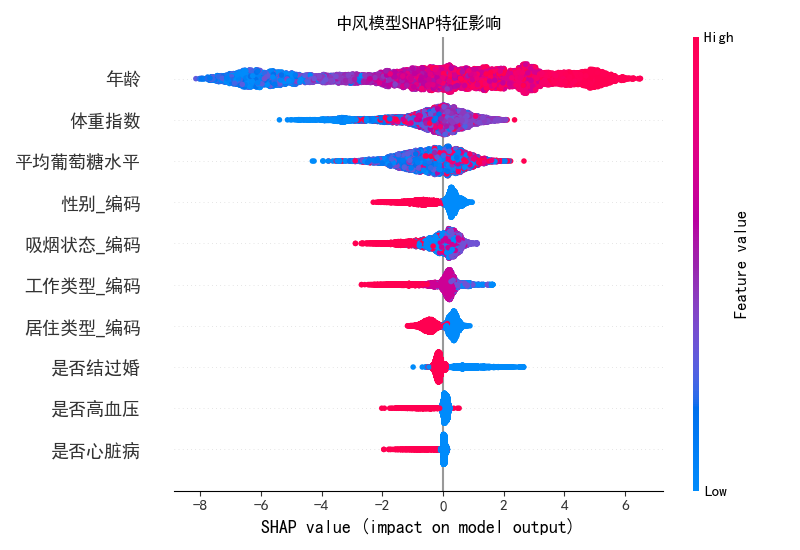 中风模型SHAP特征影响
High
年龄
体重指数
平均葡萄糖水平
性别_编码
吸烟状态_编码
工作类型_编码
居住类型_编码
是否结过婚
是否高血压
是否心脏病
Feature value
Low
−8 −6 −4 −2 0 2 4 6
SHAP value (impact on model output)